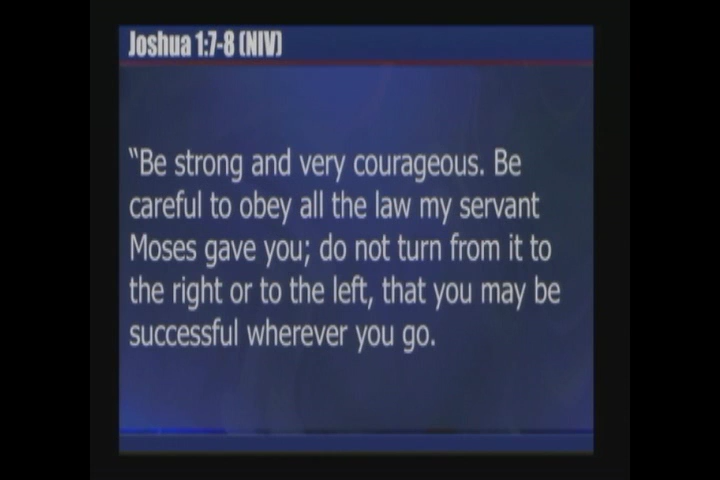 Joshua 1:7-8 (NIV)
“Be strong and very courageous. Be
careful to obey all the law my servant
Moses gave you; do not turn from it to
the right or to the left, that you may be
successful wherever you go.